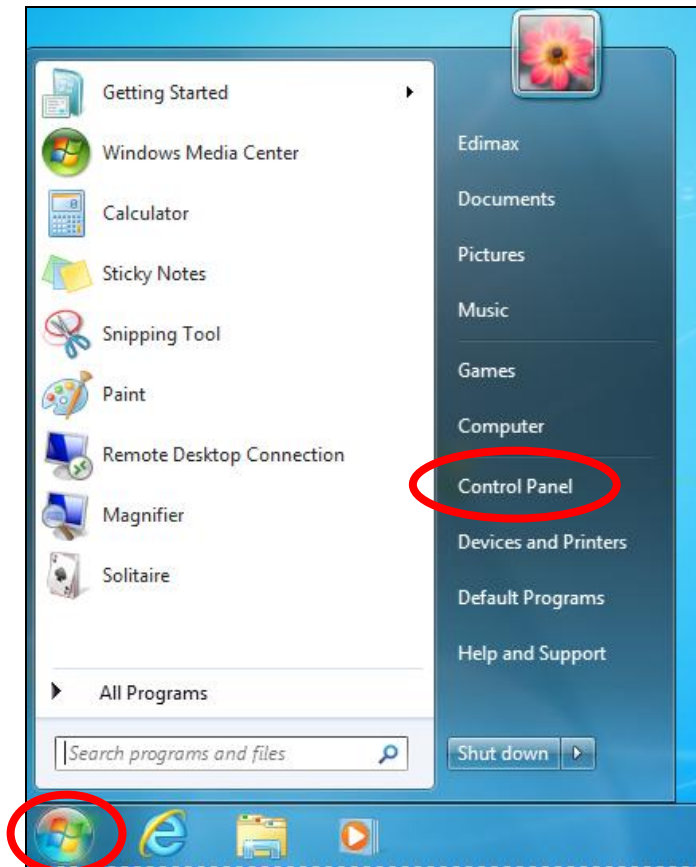 Getting Started
Windows Media Center
Calculator
Sticky Notes
Snipping Tool
Paint
Remote Desktop Connection
Magnifier
Solitaire
All Programs
Search programs and files
Edimax
Documents
Pictures
Music
Games
Computer
Control Panel
Devices and Printers
Default Programs
Help and Support
Shut down